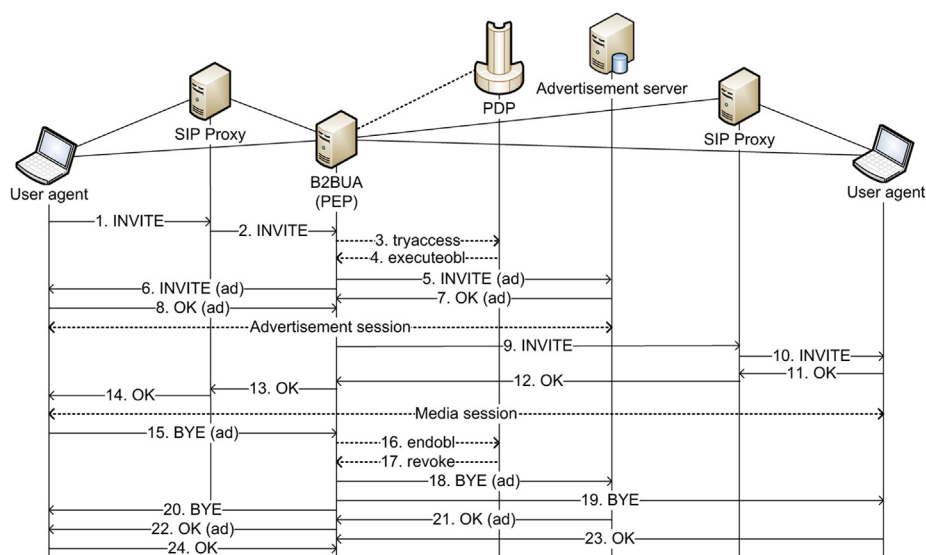 Advertisement server
PDP
SIP Proxy
SIP Proxy
User agent
B2BUA
(PEP)
User agent
1. INVITE
2. INVITE
3. tryaccess
4. executeobl
5. INVITE (ad)
6. INVITE (ad)
7. OK (ad)
8. OK (ad)
Advertisement session
9. INVITE
10. INVITE
11. OK
12. OK
13. OK
14. OK
Media session
15. BYE (ad)
16. endobl
17. revoke
18. BYE (ad)
19. BYE
20. BYE
21. OK (ad)
22. OK (ad)
23. OK
24. OK